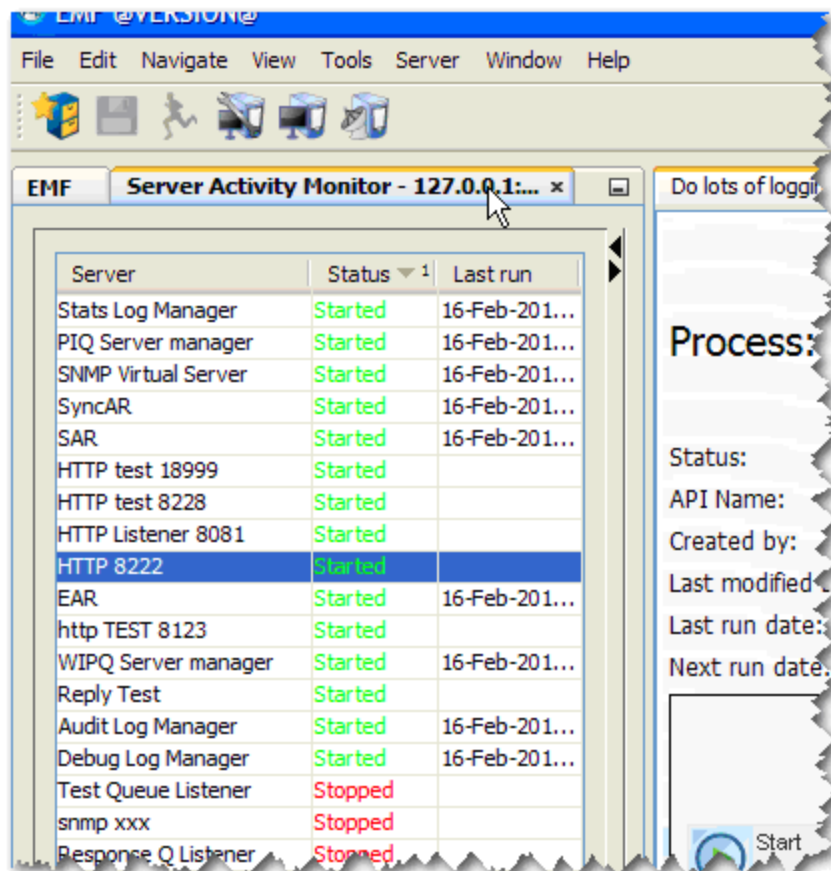 EMF @VERSION@
File Edit Navigate View Tools Server Window Help
EMF
Server Activity Monitor - 127.0.0.1:... ×
Do lots of loggi
Server Status 1 Last run
Stats Log Manager Started 16-Feb-201...
PIQ Server manager Started 16-Feb-201...
SNMP Virtual Server Started 16-Feb-201...
SyncAR Started 16-Feb-201...
SAR Started 16-Feb-201...
HTTP test 18999 Started
HTTP test 8228 Started
HTTP Listener 8081 Started
HTTP 8222 Started
EAR Started 16-Feb-201...
http TEST 8123 Started
WIPQ Server manager Started 16-Feb-201...
Reply Test Started
Audit Log Manager Started 16-Feb-201...
Debug Log Manager Started 16-Feb-201...
Test Queue Listener Stopped
snmp xxx Stopped
Response Q Listener Stopped
Process:
Status:
API Name:
Created by:
Last modified
Last run date:
Next run date:
Start